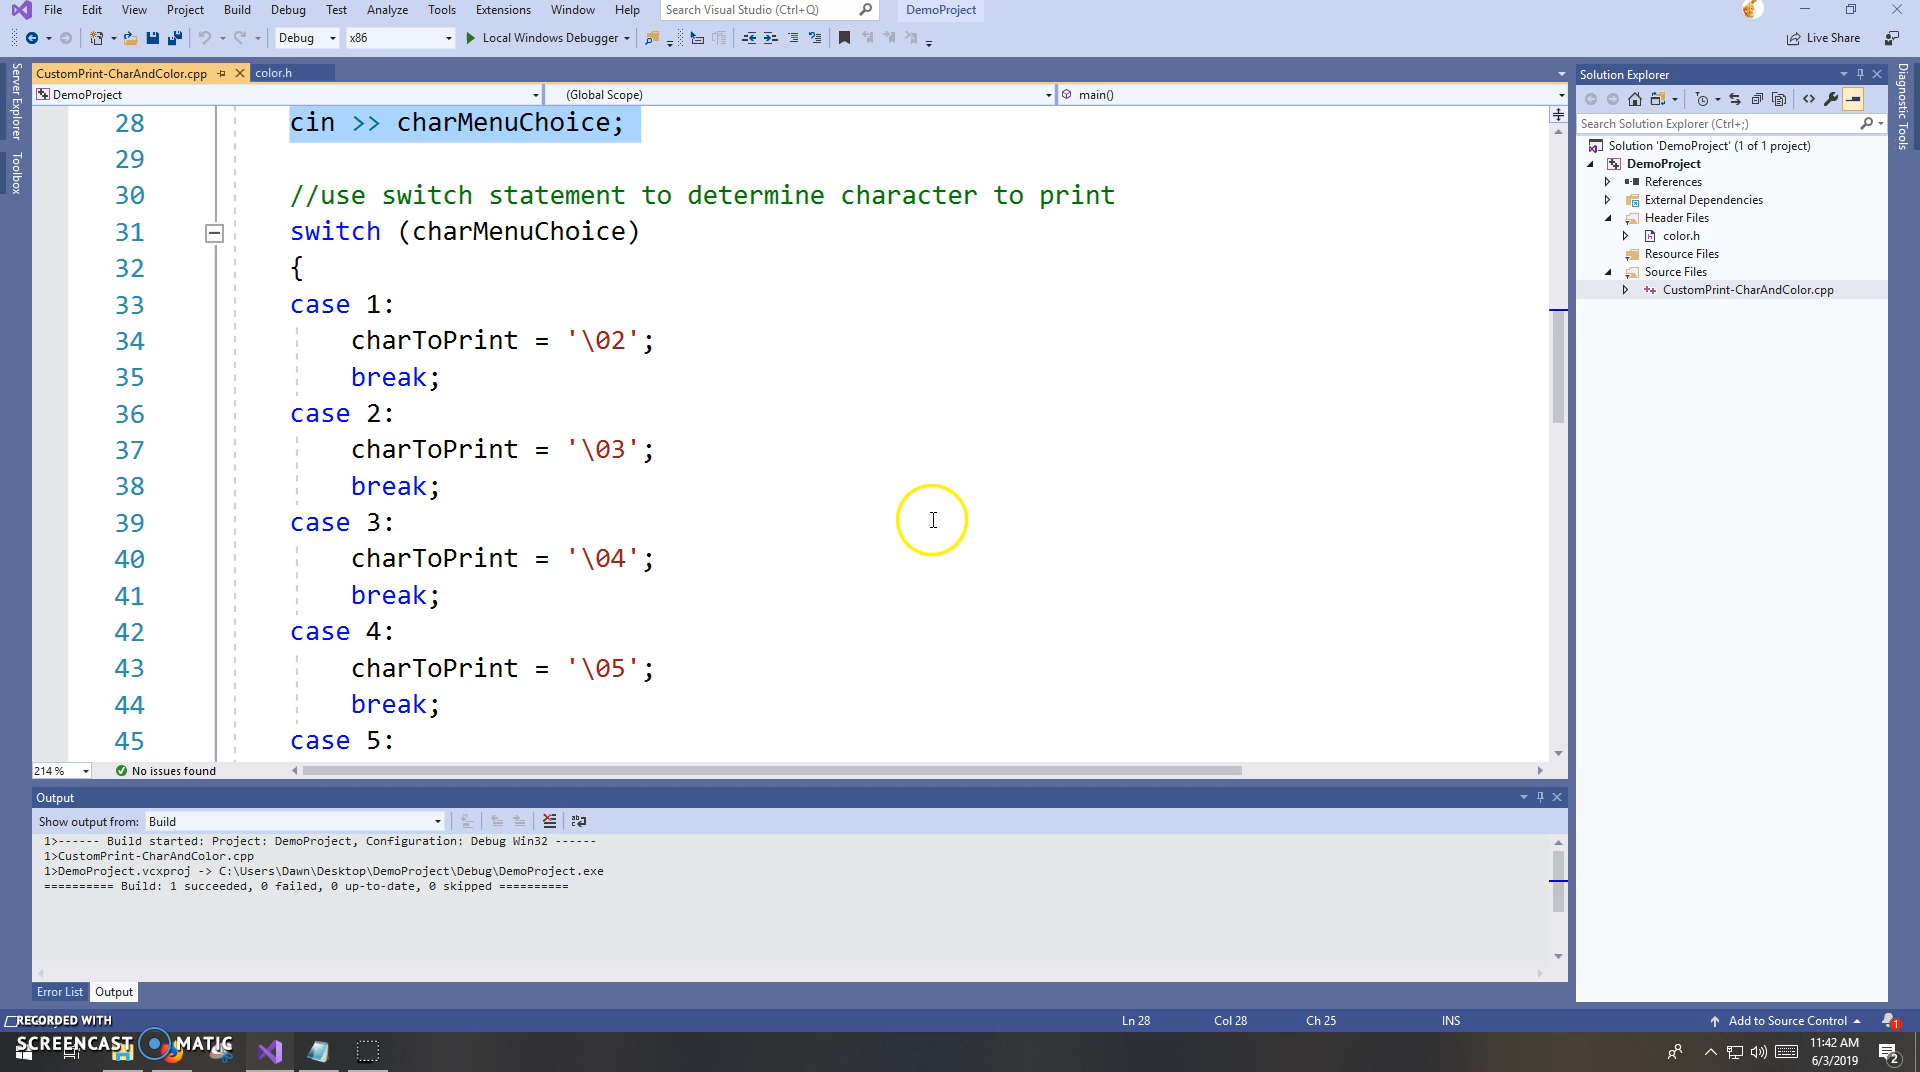 File Edit View Project Build Debug Test Analyze Tools Extensions Window Help Search Visual Studio (Ctrl+Q) DemoProject
Debug x86 Local Windows Debugger Live Share
CustomPrint-CharAndColor.cpp color.h
DemoProject (Global Scope) main()
28 cin >> charMenuChoice;
29
30 //use switch statement to determine character to print
31 switch (charMenuChoice)
32 {
33 case 1:
34 charToPrint = '\02';
35 break;
36 case 2:
37 charToPrint = '\03';
38 break;
39 case 3:
40 charToPrint = '\04';
41 break;
42 case 4:
43 charToPrint = '\05';
44 break;
45 case 5:
214 % No issues found
Output
Show output from: Build
1>------ Build started: Project: DemoProject, Configuration: Debug Win32 ------
1>CustomPrint-CharAndColor.cpp
1>DemoProject.vcxproj -> C:\Users\Dawn\Desktop\DemoProject\Debug\DemoProject.exe
========== Build: 1 succeeded, 0 failed, 0 up-to-date, 0 skipped ==========
Error List Output
Server Explorer
Toolbox
Solution Explorer
Search Solution Explorer (Ctrl+;)
Solution 'DemoProject' (1 of 1 project)
DemoProject
References
External Dependencies
Header Files
color.h
Resource Files
Source Files
CustomPrint-CharAndColor.cpp
Diagnostic Tools
Ln 28 Col 28 Ch 25 INS Add to Source Control 1
RECORDED WITH
SCREENCAST MATIC
11:42 AM
6/3/2019
2